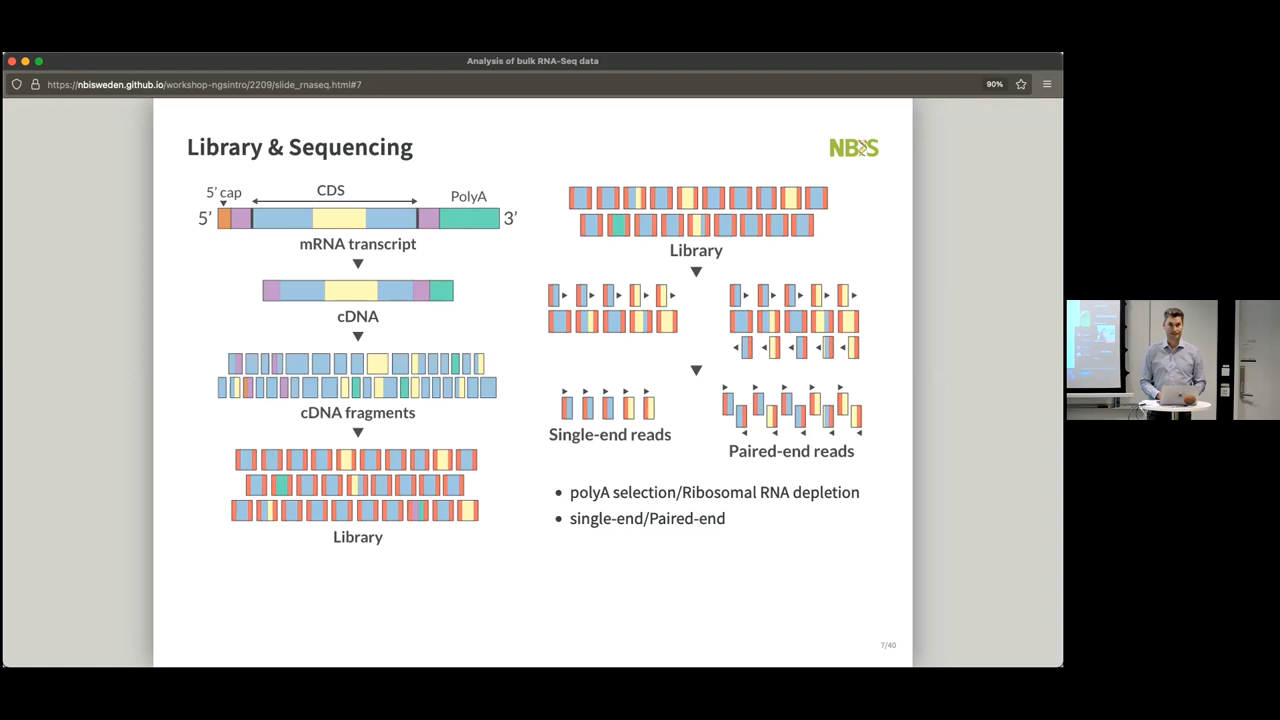 Analysis of bulk RNA-Seq data
https://nbisweden.github.io/workshop-ngsintro/2209/slide_rnaseq.html#7
90%
Library & Sequencing
NBIS
5' cap
CDS
PolyA
5'
3'
mRNA transcript
cDNA
cDNA fragments
Library
Library
Single-end reads
Paired-end reads
• polyA selection/Ribosomal RNA depletion
• single-end/Paired-end
7/40